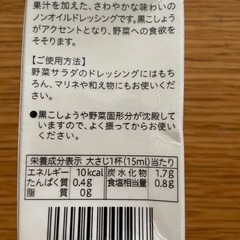 果汁を加えた、さわやかな味わいの
ノンオイルドレッシングです。黒こしょう
がアクセントとなり、野菜への食欲を
そそります。
【ご使用方法】
野菜サラダのドレッシングにはもち
ろん、マリネや和え物にもお使いくだ
さい。
●黒こしょうや野菜固形分が沈殿して
いますので、よく振ってお使いください。
栄養成分表示 大さじ1杯(15ml)当たり
エネルギー 10kcal 炭水化物 1.7g
たんぱく質 0.4g 食塩相当量 0.8g
脂質 0g